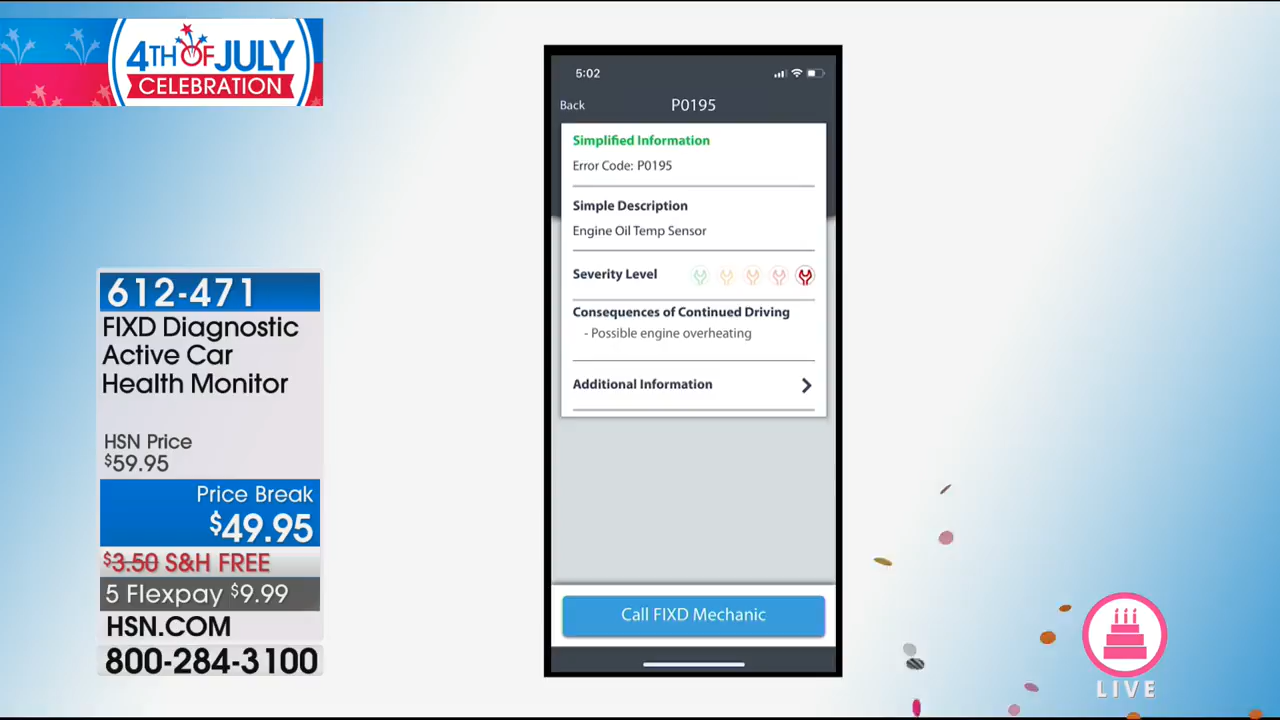 4TH OF JULY
CELEBRATION
612-471
FIXD Diagnostic
Active Car
Health Monitor
HSN Price
$59.95
Price Break
$49.95
$3.50 S&H FREE
5 Flexpay $9.99
HSN.COM
800-284-3100
5:02
Back
P0195
Simplified Information
Error Code: P0195
Simple Description
Engine Oil Temp Sensor
Severity Level
Consequences of Continued Driving
- Possible engine overheating
Additional Information
Call FIXD Mechanic
LIVE